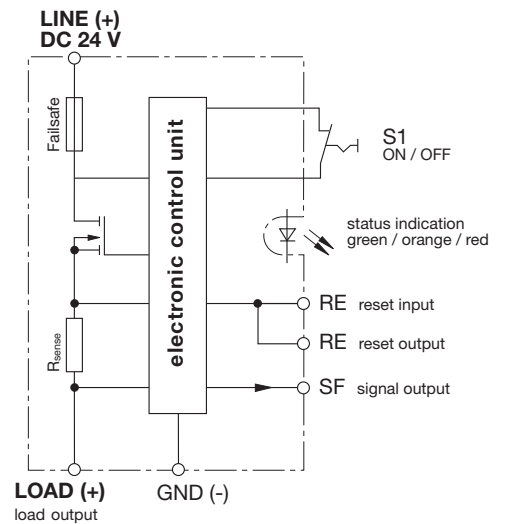 LINE (+)
DC 24 V
Failsafe
electronic control unit
S1
ON / OFF
status indication
green / orange / red
RE reset input
Rsense
RE reset output
SF signal output
LOAD (+)
GND (-)
load output